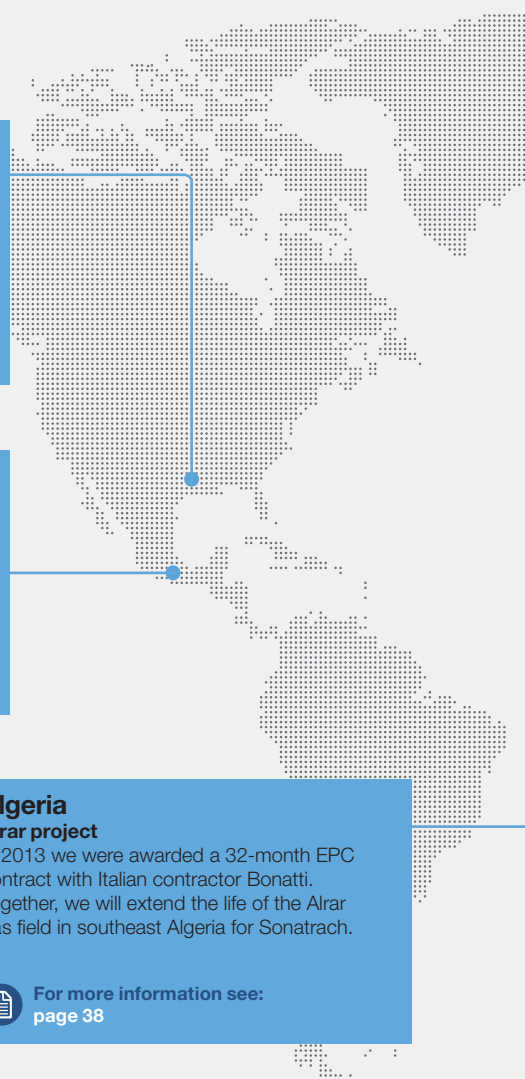 lgeria
rar project
2013 we were awarded a 32-month EPC
ontract with Italian contractor Bonatti.
gether, we will extend the life of the Alrar
as field in southeast Algeria for Sonatrach.
For more information see:
page 38